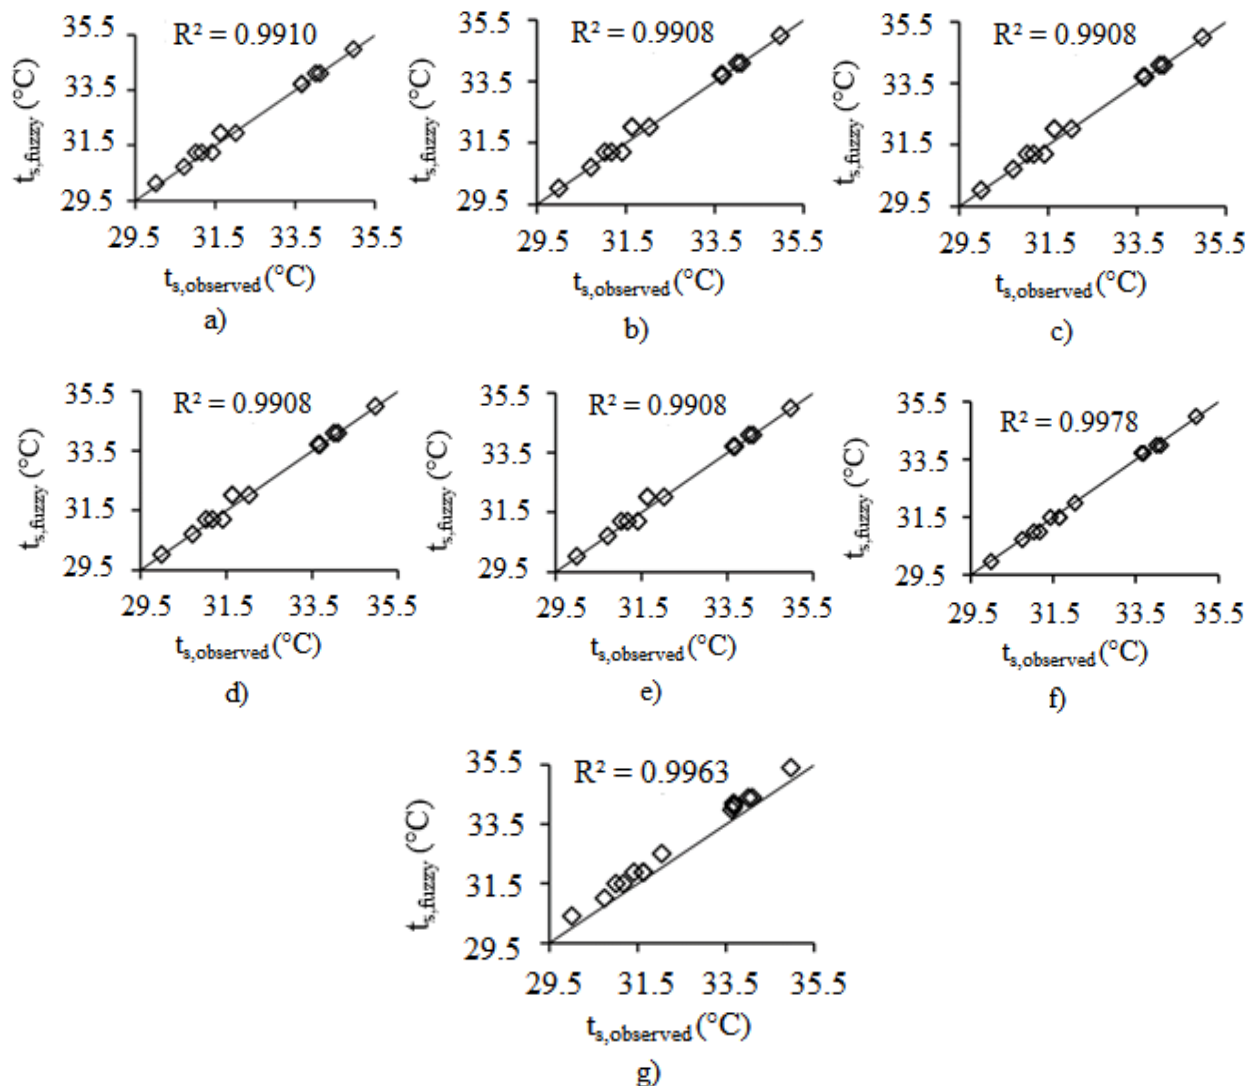 R² = 0.9910
35.5
33.5
31.5
29.5
t_s,fuzzy (°C)
29.5 31.5 33.5 35.5
t_s,observed (°C)
a)
R² = 0.9908
35.5
33.5
31.5
29.5
t_s,fuzzy (°C)
29.5 31.5 33.5 35.5
t_s,observed (°C)
b)
R² = 0.9908
35.5
33.5
31.5
29.5
t_s,fuzzy (°C)
29.5 31.5 33.5 35.5
t_s,observed (°C)
c)
R² = 0.9908
35.5
33.5
31.5
29.5
t_s,fuzzy (°C)
29.5 31.5 33.5 35.5
t_s,observed (°C)
d)
R² = 0.9908
35.5
33.5
31.5
29.5
t_s,fuzzy (°C)
29.5 31.5 33.5 35.5
t_s,observed (°C)
e)
R² = 0.9978
35.5
33.5
31.5
29.5
t_s,fuzzy (°C)
29.5 31.5 33.5 35.5
t_s,observed (°C)
f)
R² = 0.9963
35.5
33.5
31.5
29.5
t_s,fuzzy (°C)
29.5 31.5 33.5 35.5
t_s,observed (°C)
g)